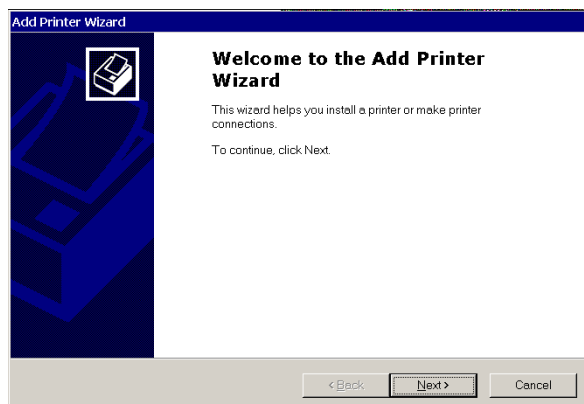 Add Printer Wizard
Welcome to the Add Printer
Wizard
This wizard helps you install a printer or make printer
connections.
To continue, click Next.
< Back Next > Cancel